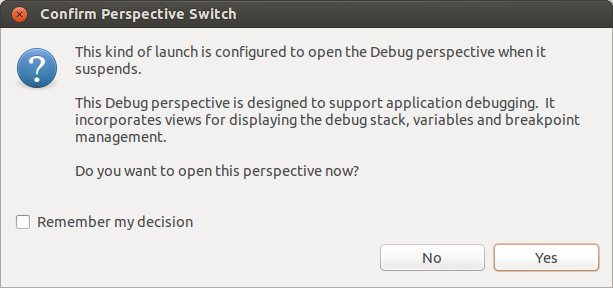 Confirm Perspective Switch
This kind of launch is configured to open the Debug perspective when it
suspends.
This Debug perspective is designed to support application debugging.  It
incorporates views for displaying the debug stack, variables and breakpoint
management.
Do you want to open this perspective now?
Remember my decision
No
Yes